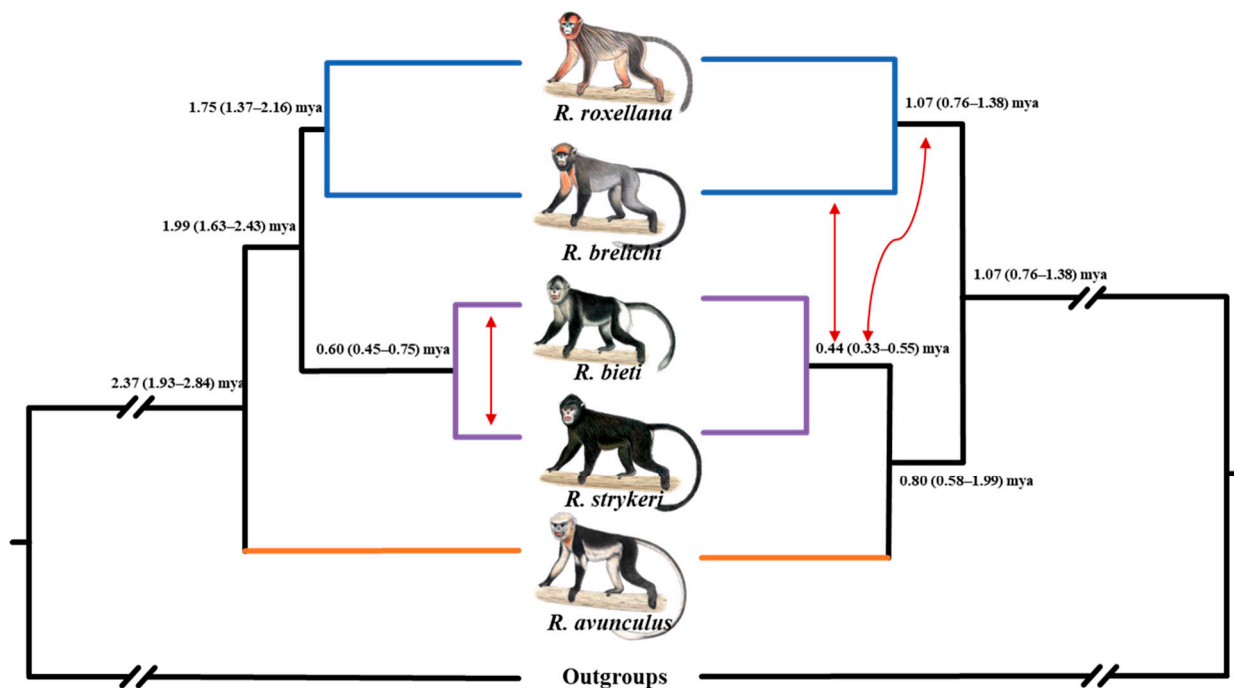 R. roxellana
1.75 (1.37–2.16) mya
1.07 (0.76–1.38) mya
R. brelichi
1.99 (1.63–2.43) mya
1.07 (0.76–1.38) mya
0.60 (0.45–0.75) mya
0.44 (0.33–0.55) mya
R. bieti
2.37 (1.93–2.84) mya
0.80 (0.58–1.99) mya
R. strykeri
R. avunculus
Outgroups